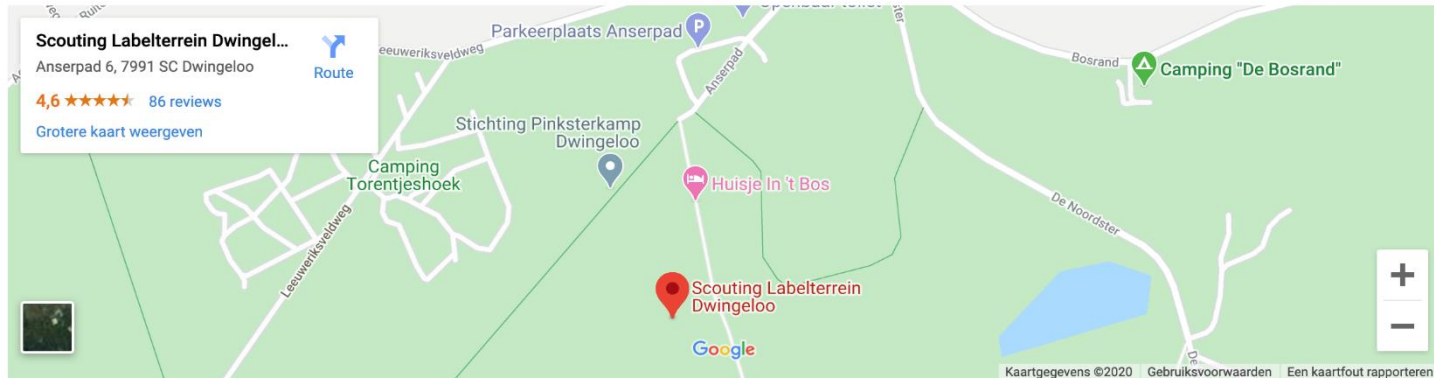 Scouting Labelterrein Dwingel...
Anserpad 6, 7991 SC Dwingeloo
4,6 86 reviews
Grotere kaart weergeven
Route
eeuweriksveldweg
Parkeerplaats Anserpad
P
Anserpad
Bosrand
Camping "De Bosrand"
Stichting Pinksterkamp
Dwingeloo
Camping
Torentjeshoek
Leeuweriksveldweg
Huisje In 't Bos
De Noordster
Scouting Labelterrein
Dwingeloo
+
−
Google
De
Kaartgegevens ©2020 Gebruiksvoorwaarden Een kaartfout rapporteren